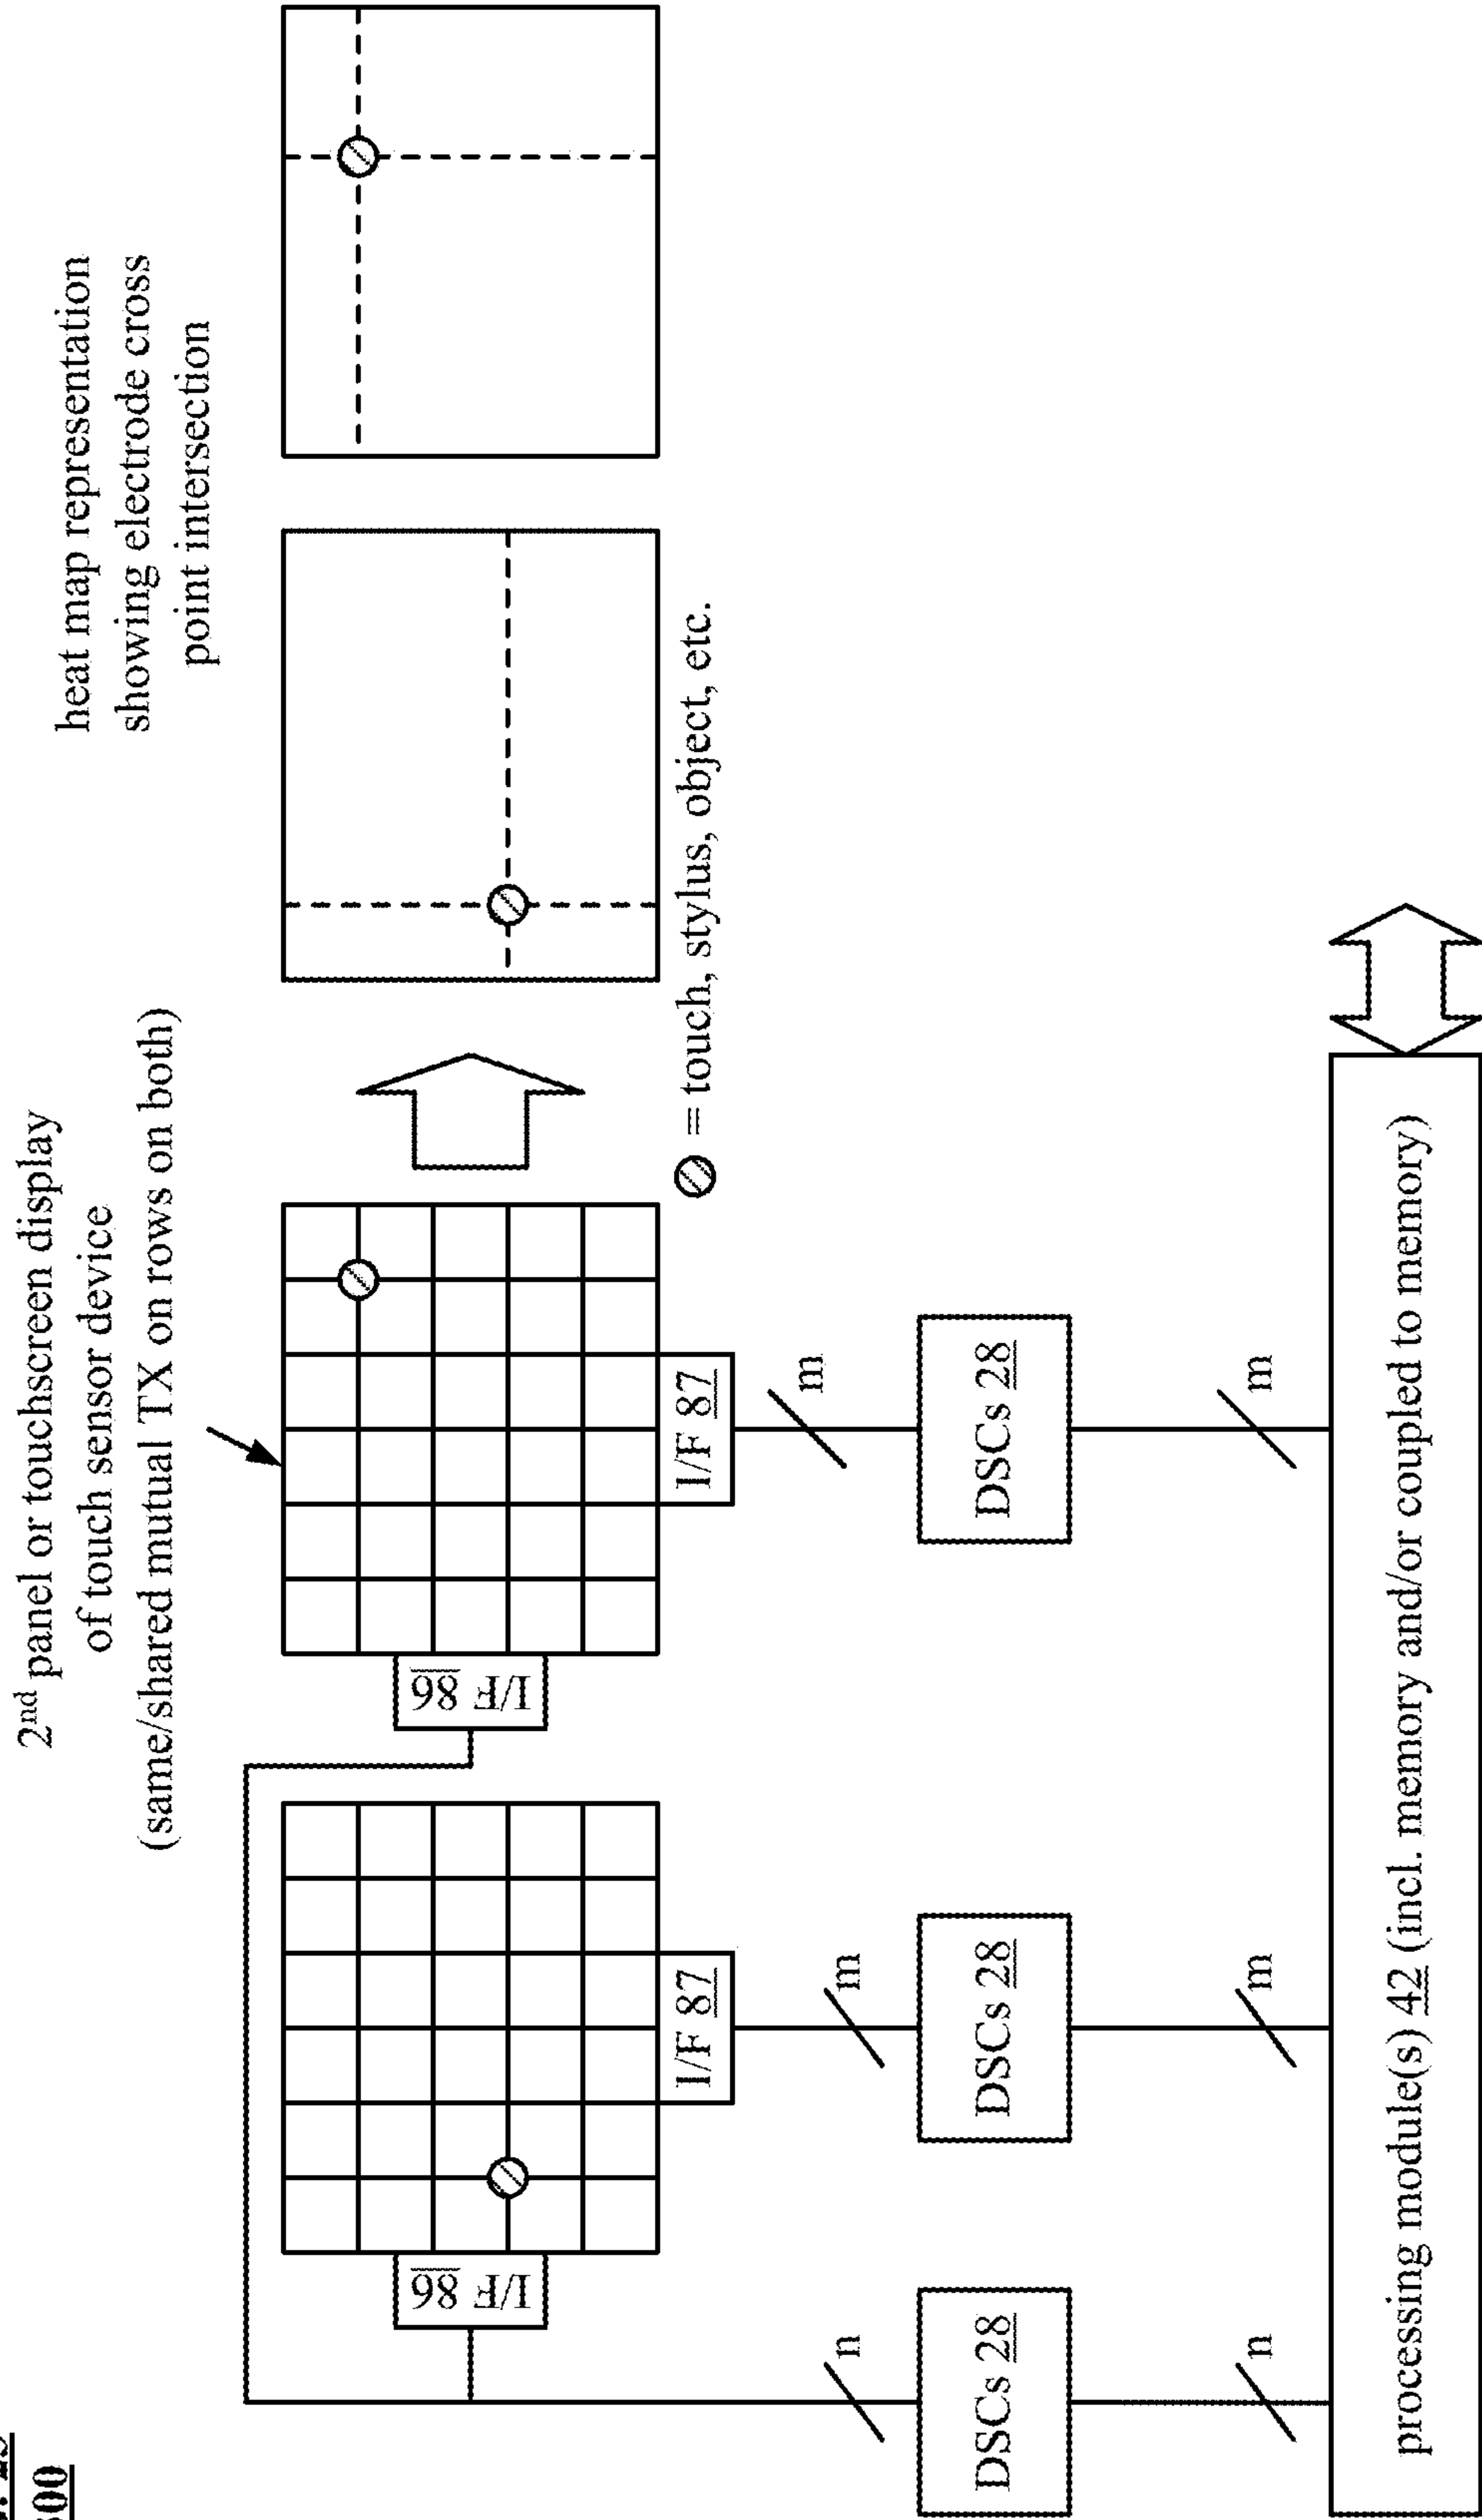 2nd panel or touchscreen display
of touch sensor device
(same/shared mutual TX on rows on both)
heat map representation
showing electrode cross
point intersection
I/F 86
I/F 86
I/F 87
I/F 87
= touch, stylus, object, etc.
n
m
m
DSCs 28
DSCs 28
DSCs 28
n
m
m
processing module(s) 42 (incl. memory and/or coupled to memory)